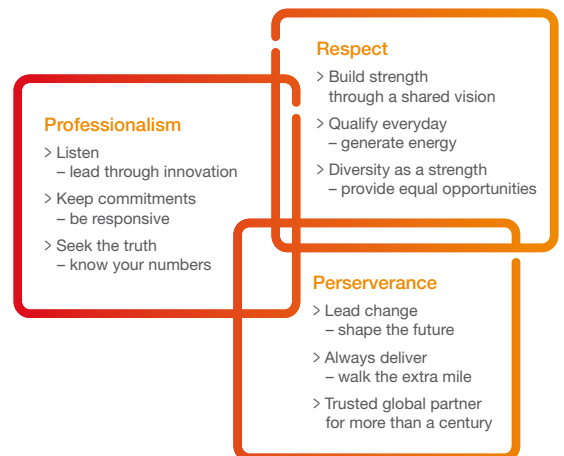 Respect
> Build strength
through a shared vision
> Qualify everyday
– generate energy
> Diversity as a strength
– provide equal opportunities
Professionalism
> Listen
– lead through innovation
> Keep commitments
– be responsive
> Seek the truth
– know your numbers
Perserverance
> Lead change
– shape the future
> Always deliver
– walk the extra mile
> Trusted global partner
for more than a century